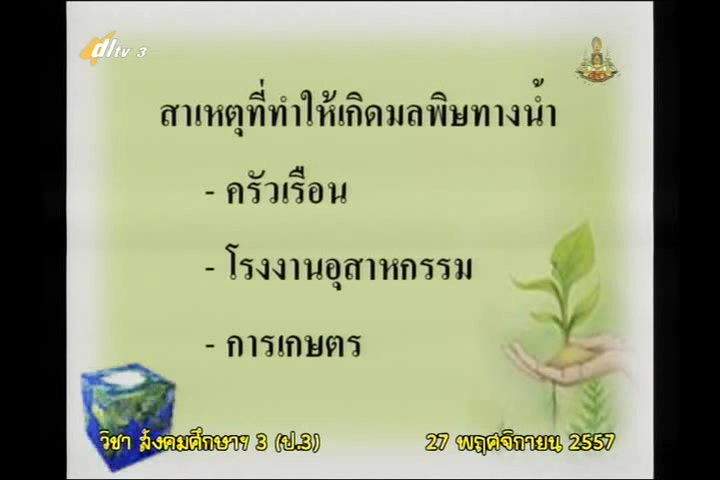 dltv 3
สาเหตุที่ทำให้เกิดมลพิษทางน้ำ
- ครัวเรือน
- โรงงานอุสาหกรรม
- การเกษตร
วิชา สังคมศึกษาฯ 3 (ป.3) 27 พฤศจิกายน 2557